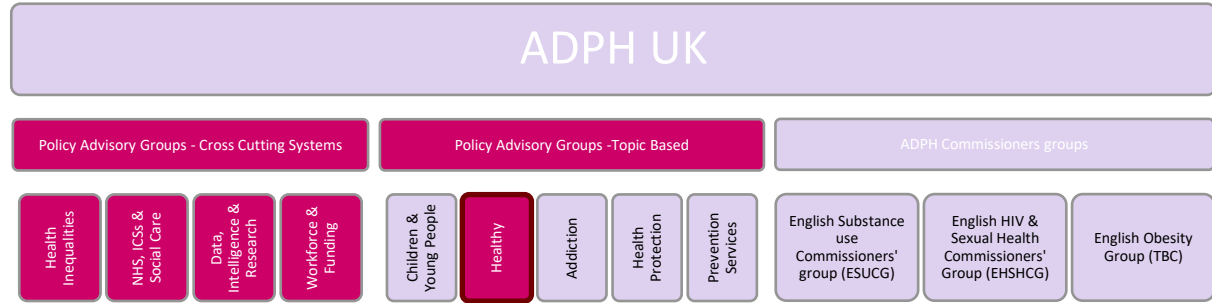 ADPH UK
Policy Advisory Groups - Cross Cutting Systems
Policy Advisory Groups -Topic Based
ADPH Commissioners groups
Health
Inequalities
NHS, ICSs &
Social Care
Data,
Intelligence &
Research
Workforce &
Funding
Children &
Young People
Healthy
Addiction
Health
Protection
Prevention
Services
English Substance
use
Commissioners'
group (ESUCG)
English HIV &
Sexual Health
Commissioners'
Group (EHSHCG)
English Obesity
Group (TBC)